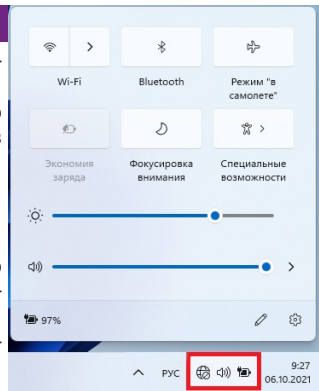 Wi-Fi
Bluetooth
Режим "в
самолете"
Экономия
заряда
Фокусировка
внимания
Специальные
возможности
97%
РУС
9:27
06.10.2021